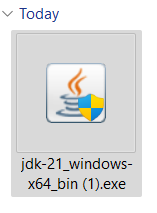 Today
jdk-21_windows-
x64_bin (1).exe